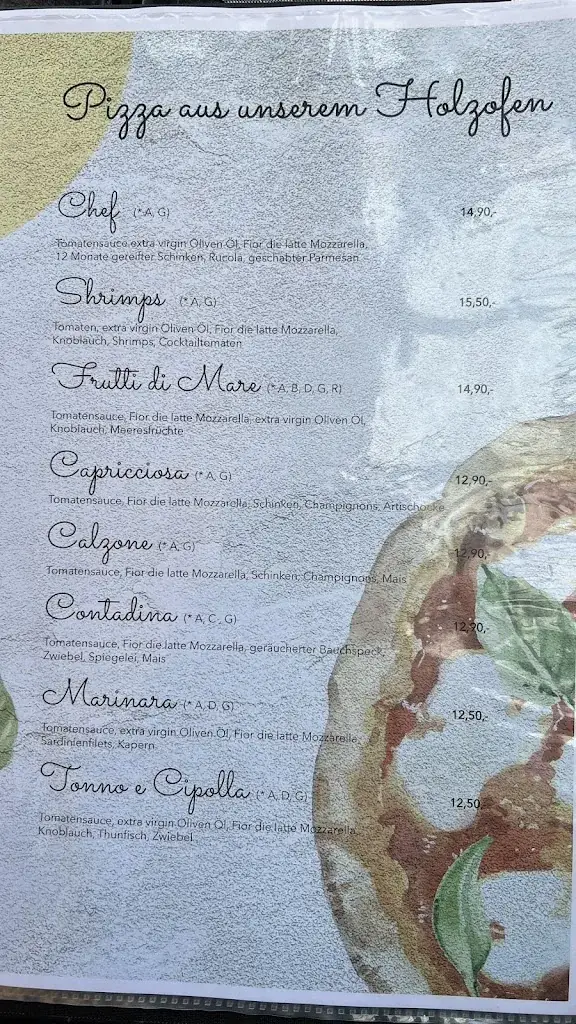 Pizza aus unserem Holzofen
Chef (* A, G) 14,90,-
Tomatensauce extra virgin Oliven Öl, Fior die latte Mozzarella,
12 Monate gereifter Schinken, Rucola, geschabter Parmesan
Shrimps (* A, G) 15,50,-
Tomaten, extra virgin Oliven Öl, Fior die latte Mozzarella,
Knoblauch, Shrimps, Cocktailtomaten
Frutti di Mare (* A, B, D, G, R) 14,90,-
Tomatensauce, Fior die latte Mozzarella, extra virgin Oliven Öl,
Knoblauch, Meeresfrüchte
Capricciosa (* A, G) 12,90,-
Tomatensauce, Fior die latte Mozzarella, Schinken, Champignons, Artischocke
Calzone (* A, G) 12,90,-
Tomatensauce, Fior die latte Mozzarella, Schinken, Champignons, Mais
Contadina (* A, C , G) 12,90,-
Tomatensauce, Fior die latte Mozzarella, geräucherter Bauchspeck,
Zwiebel, Spiegelei, Mais
Marinara (* A, D, G) 12,50,-
Tomatensauce, extra virgin Oliven Öl, Fior die latte Mozzarella,
Sardinienfilets, Kapern
Tonno e Cipolla (* A, D, G) 12,50
Tomatensauce, extra virgin Oliven Öl, Fior die latte Mozzarella,
Knoblauch, Thunfisch, Zwiebel